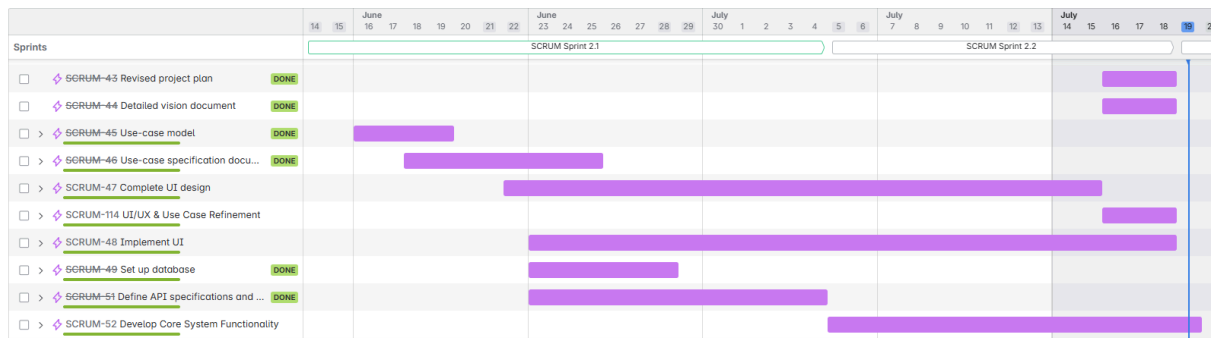 June June July July July
14 15 16 17 18 19 20 21 22 23 24 25 26 27 28 29 30 1 2 3 4 5 6 7 8 9 10 11 12 13 14 15 16 17 18 19 2
Sprints SCRUM Sprint 2.1 SCRUM Sprint 2.2
SCRUM-43 Revised project plan DONE
SCRUM-44 Detailed vision document DONE
SCRUM-45 Use-case model DONE
SCRUM-46 Use-case specification docu... DONE
SCRUM-47 Complete UI design
SCRUM-114 UI/UX & Use Case Refinement
SCRUM-48 Implement UI
SCRUM-49 Set up database DONE
SCRUM-51 Define API specifications and ... DONE
SCRUM-52 Develop Core System Functionality